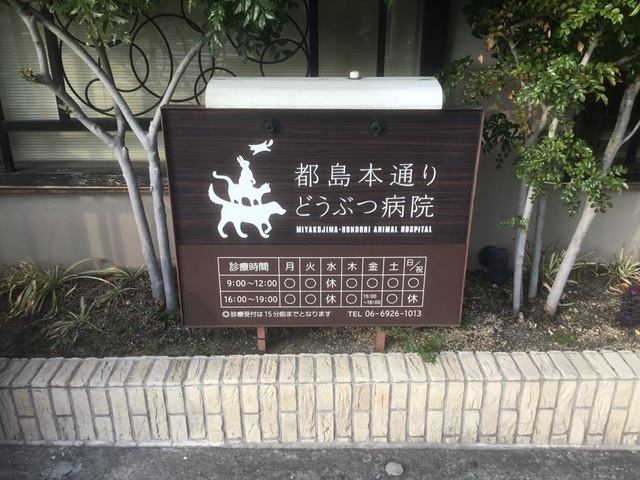 都島本通り
どうぶつ病院
MIYAKOJIMA-HONDORI ANIMAL HOSPITAL
診療時間 月 火 水 木 金 土 日/祝
9:00～12:00 〇 〇 休 〇 〇 〇 〇
16:00～19:00 〇 〇 休 〇 15:00～18:00 〇 休
◎診療受付は15分前までとなります TEL 06-6926-1013